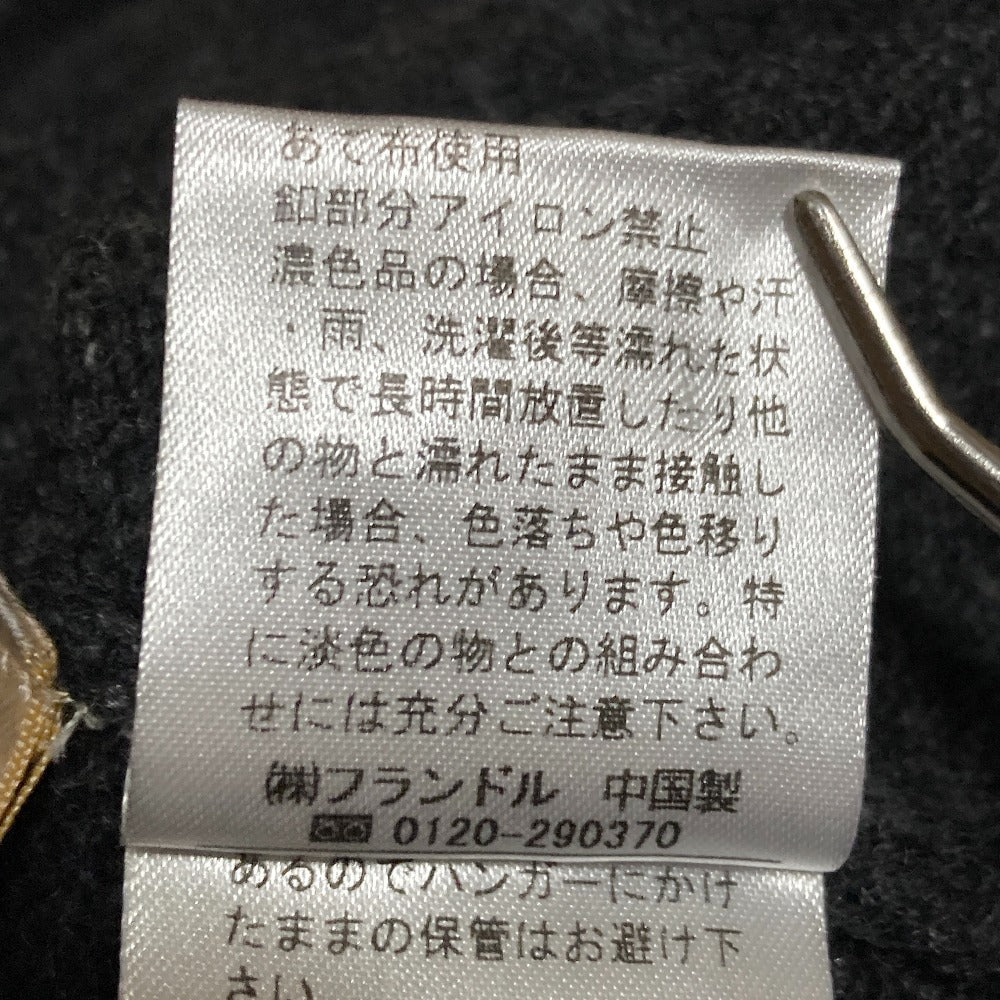 あて布使用
釦部分アイロン禁止
濃色品の場合、摩擦や汗
・雨、洗濯後等濡れた状
態で長時間放置したり他
の物と濡れたまま接触し
た場合、色落ちや色移り
する恐れがあります。特
に淡色の物との組み合わ
せには充分ご注意下さい。
㈱フランドル 中国製
0120-290370
あるのでハンガーにかけ
たままの保管はお避け下
さい